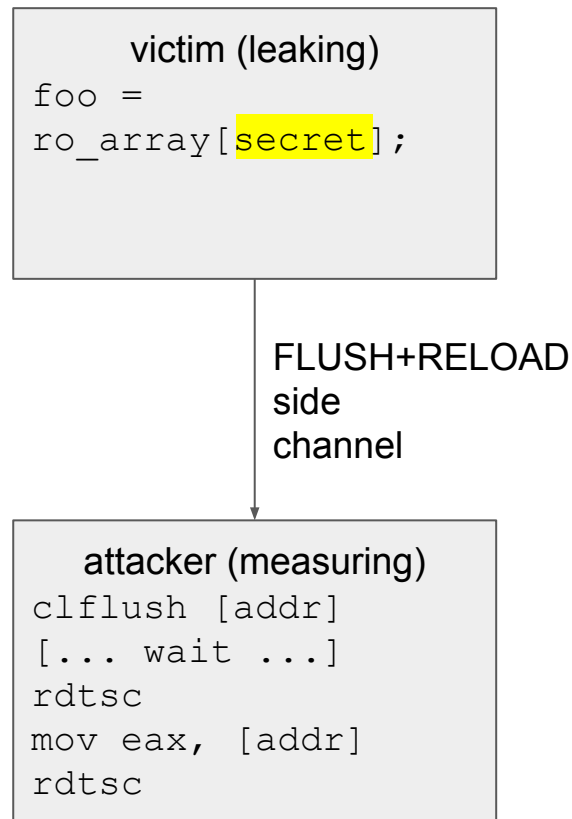 victim (leaking)
foo =
ro_array[secret];
FLUSH+RELOAD
side
channel
attacker (measuring)
clflush [addr]
[... wait ...]
rdtsc
mov eax, [addr]
rdtsc